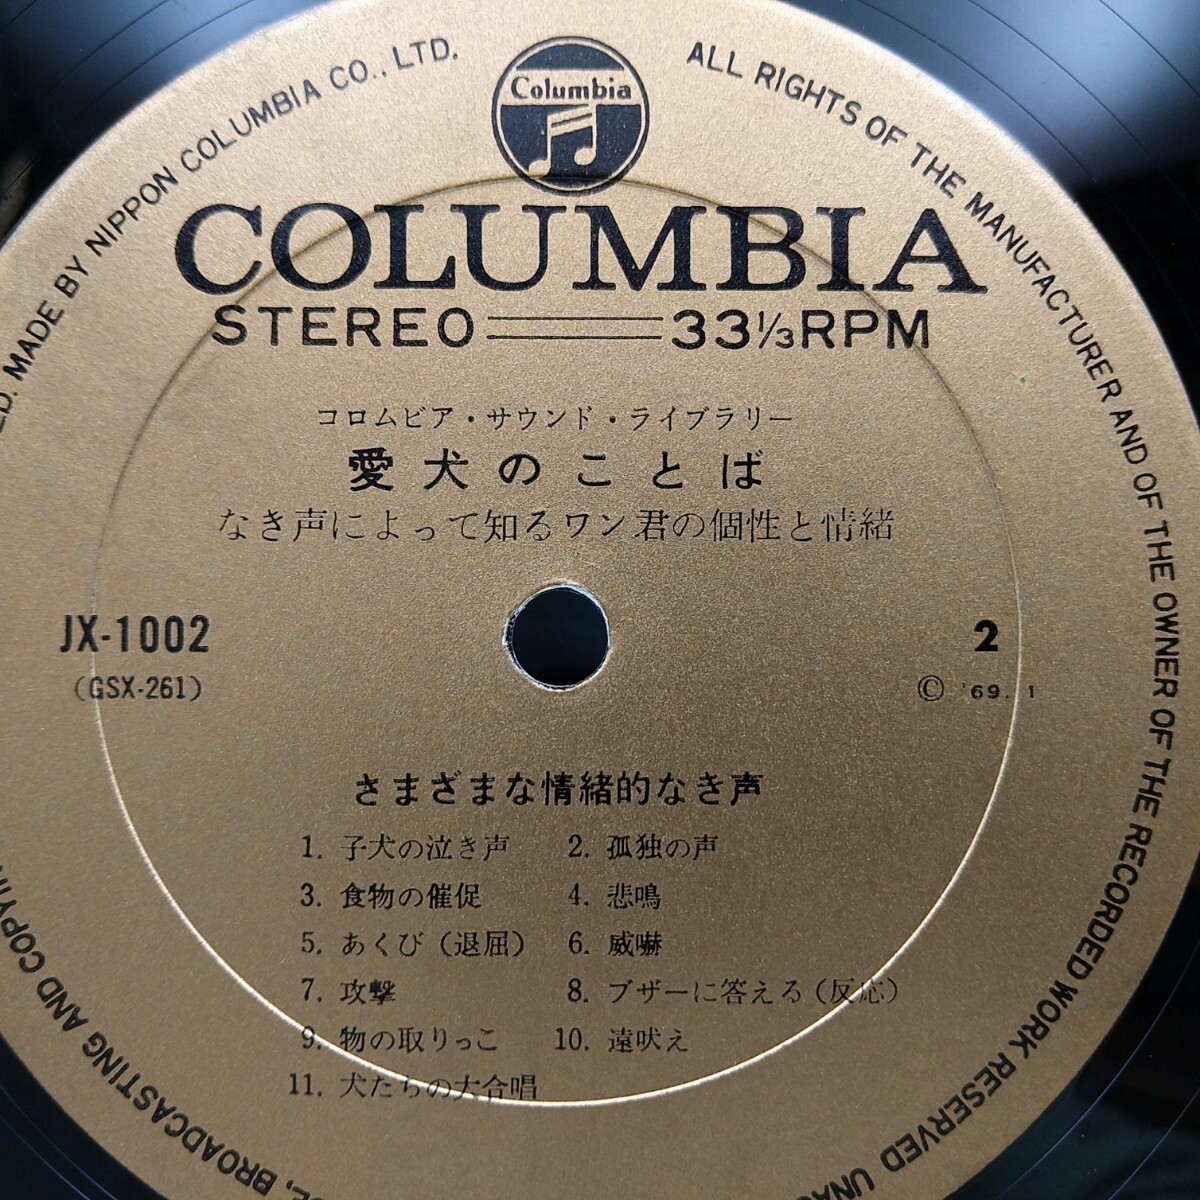 Columbia
COLUMBIA
STEREO 33⅓RPM
コロムビア・サウンド・ライブラリー
愛犬のことば
なき声によって知るワン君の個性と情緒
JX-1002
(GSX-261)
2
© '69. 1
さまざまな情緒的なき声
1. 子犬の泣き声 2. 孤独の声
3. 食物の催促 4. 悲鳴
5. あくび(退屈) 6. 威嚇
7. 攻撃 8. ブザーに答える(反応)
9. 物の取りっこ 10. 遠吠え
11. 犬たちの大合唱
MADE BY NIPPON COLUMBIA CO., LTD.
ALL RIGHTS OF THE MANUFACTURER AND OF THE OWNER OF THE RECORDED WORK RESERVED
BROADCASTING AND